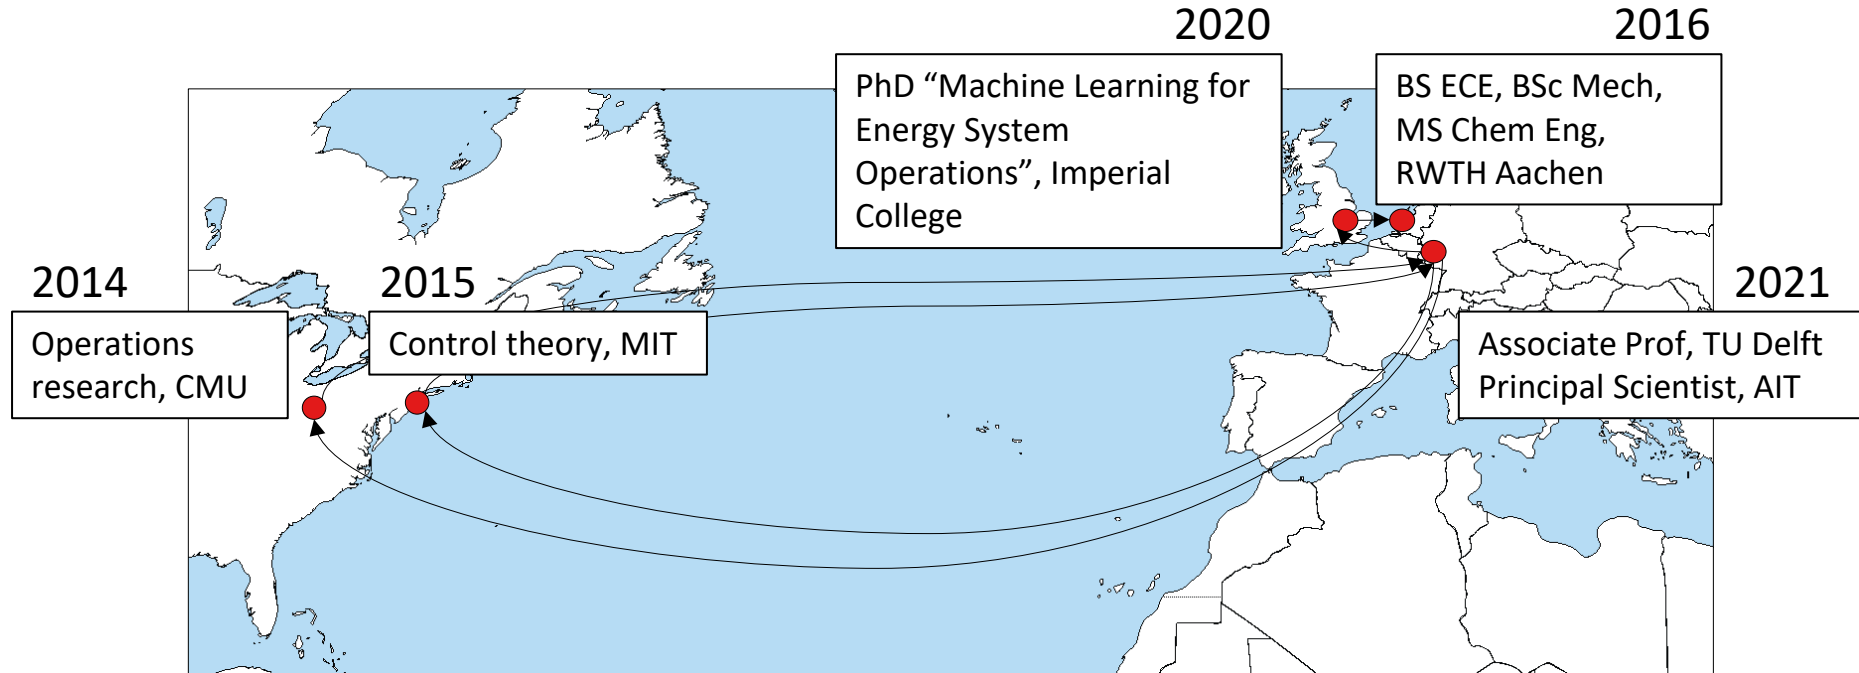 2020
PhD “Machine Learning for
Energy System
Operations”, Imperial
College
2016
BS ECE, BSc Mech,
MS Chem Eng,
RWTH Aachen
2014
Operations
research, CMU
2015
Control theory, MIT
2021
Associate Prof, TU Delft
Principal Scientist, AIT